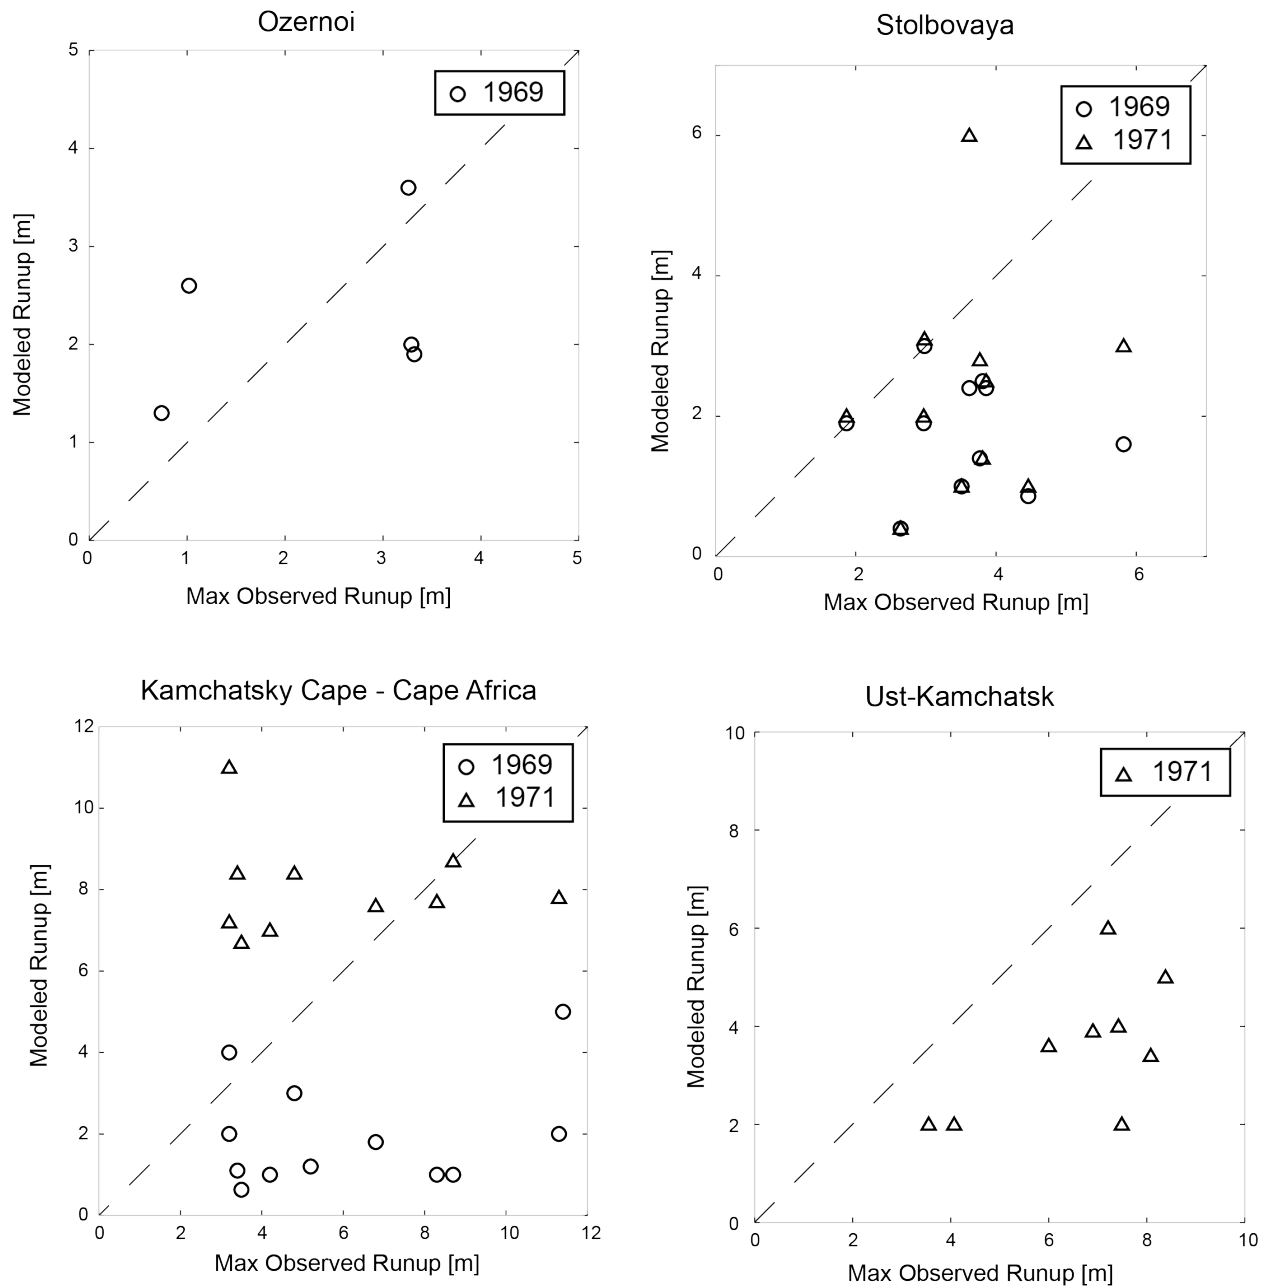 Ozernoi
5
4
3
2
1
0
0 1 2 3 4 5
Modeled Runup [m]
Max Observed Runup [m]
1969
Stolbovaya
6
4
2
0
0 2 4 6
Modeled Runup [m]
Max Observed Runup [m]
1969
1971
Kamchatsky Cape - Cape Africa
12
10
8
6
4
2
0
0 2 4 6 8 10 12
Modeled Runup [m]
Max Observed Runup [m]
1969
1971
Ust-Kamchatsk
10
8
6
4
2
0
0 2 4 6 8 10
Modeled Runup [m]
Max Observed Runup [m]
1971